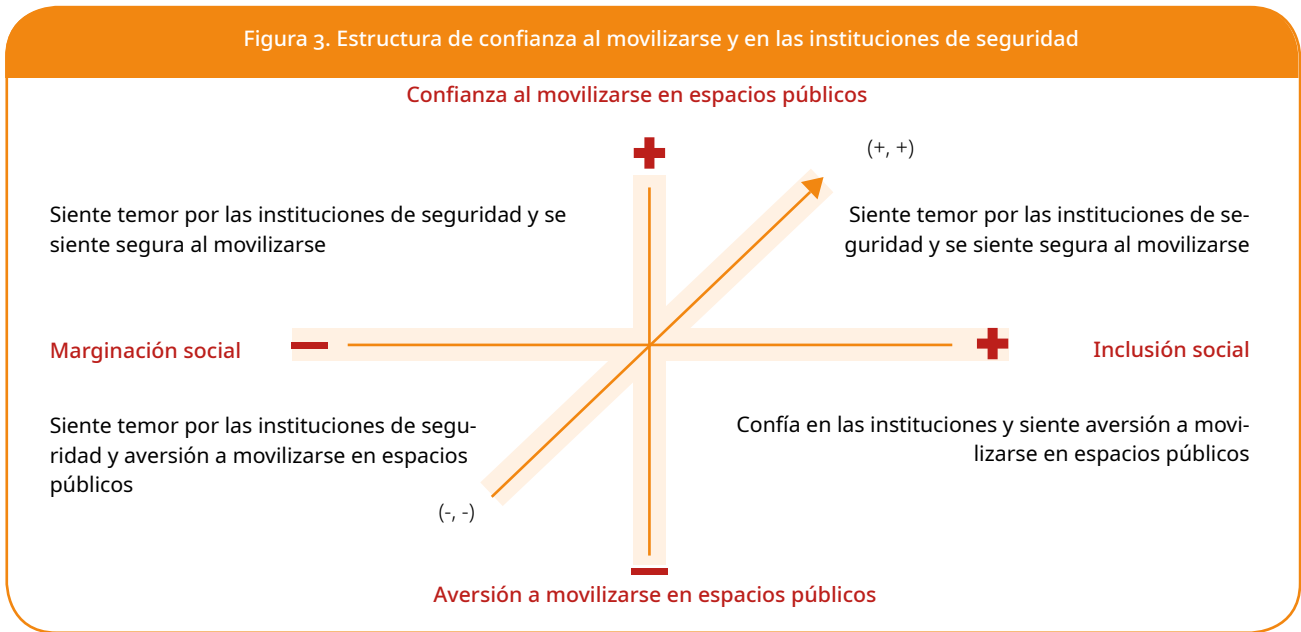 Figura 3. Estructura de confianza al movilizarse y en las instituciones de seguridad
Confianza al movilizarse en espacios públicos
(+, +)
Siente temor por las instituciones de seguridad y se
siente segura al movilizarse
Siente temor por las instituciones de se-
guridad y se siente segura al movilizarse
Marginación social
Inclusión social
Siente temor por las instituciones de segu-
ridad y aversión a movilizarse en espacios
públicos
Confía en las instituciones y siente aversión a movi-
lizarse en espacios públicos
(-, -)
Aversión a movilizarse en espacios públicos